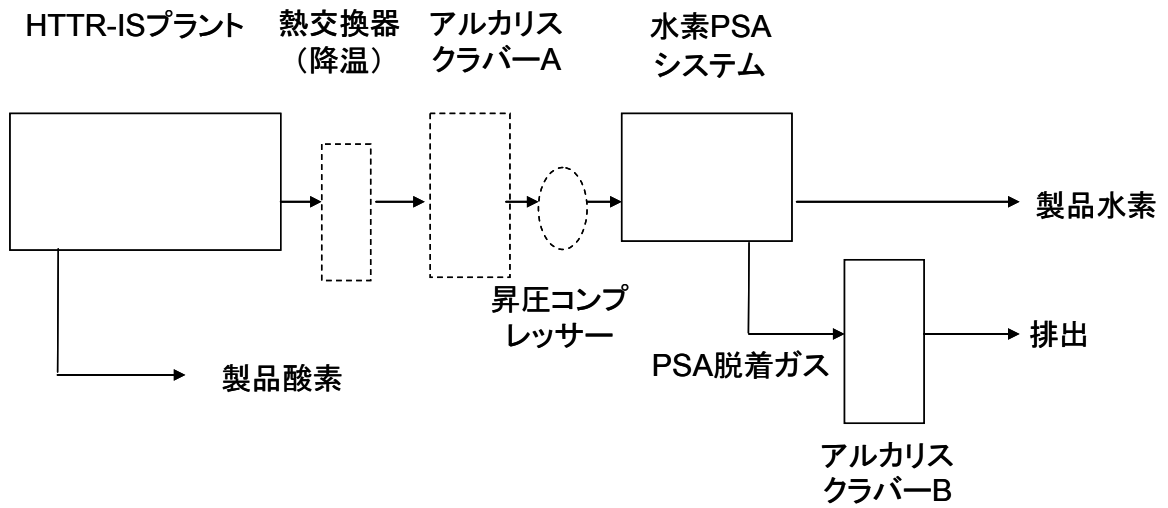 HTTR-ISプラント
熱交換器
（降温）
アルカリス
クラバーA
水素PSA
システム
製品水素
昇圧コンプ
レッサー
PSA脱着ガス
排出
製品酸素
アルカリス
クラバーB